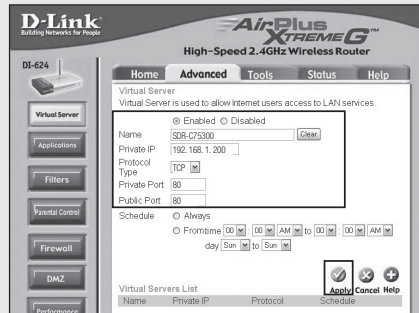 D-Link
Building Networks for People
AirPlus
XTREME G™
High-Speed 2.4GHz Wireless Router
DI-624
Home Advanced Tools Status Help
Virtual Server
Applications
Filters
Parental Control
Firewall
DMZ
Performance
Virtual Server
Virtual Server is used to allow Internet users access to LAN services.
Enabled Disabled
Name SDR-C75300 Clear
Private IP 192.168.1.200
Protocol Type TCP
Private Port 80
Public Port 80
Schedule Always
Fromtime 00 : 00 AM to 00 : 00 AM
day Sun to Sun
Apply Cancel Help
Virtual Servers List
Name Private IP Protocol Schedule